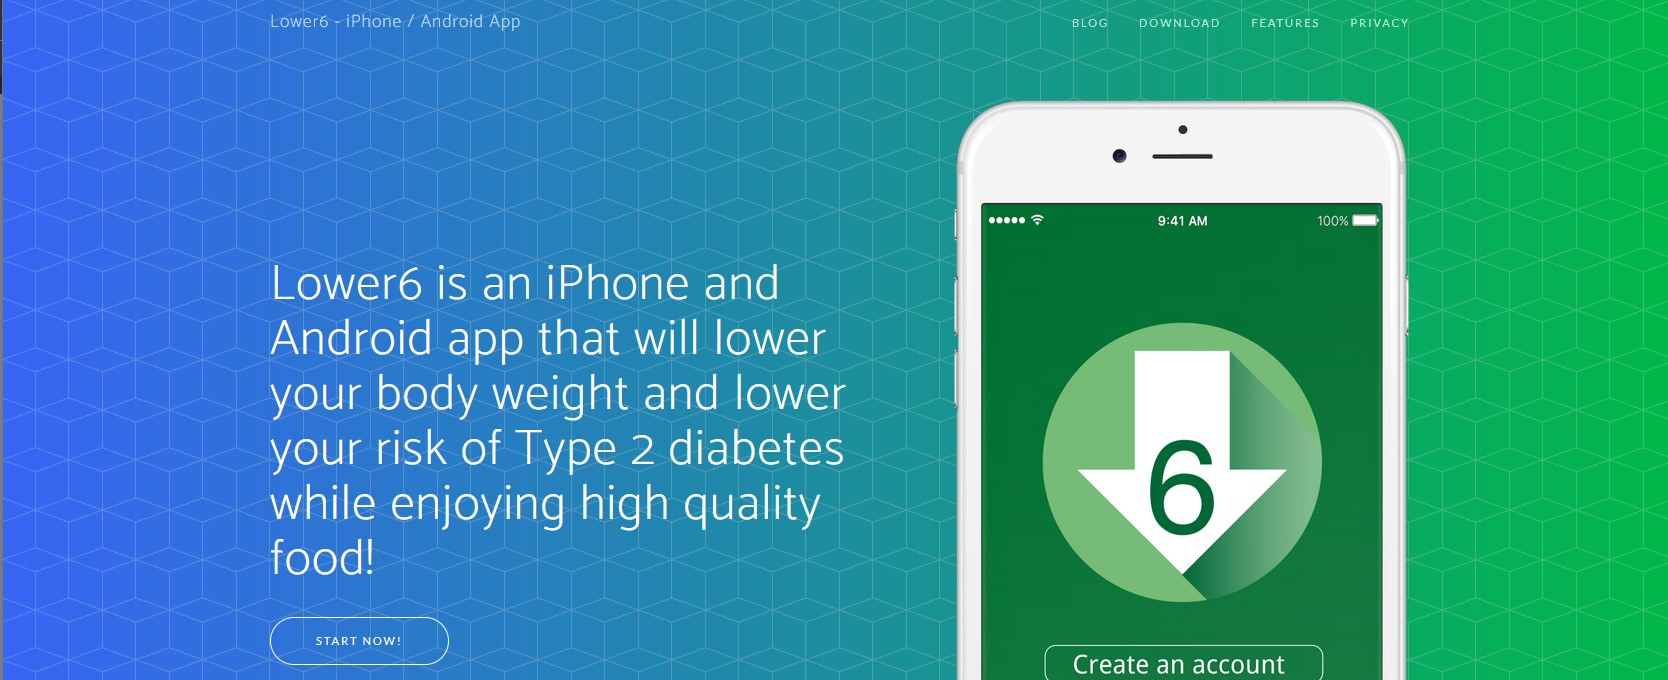 Lower6 - iPhone / Android App
BLOG DOWNLOAD FEATURES PRIVACY
9:41 AM 100%
Lower6 is an iPhone and
Android app that will lower
your body weight and lower
your risk of Type 2 diabetes
while enjoying high quality
food!
START NOW!
6
Create an account